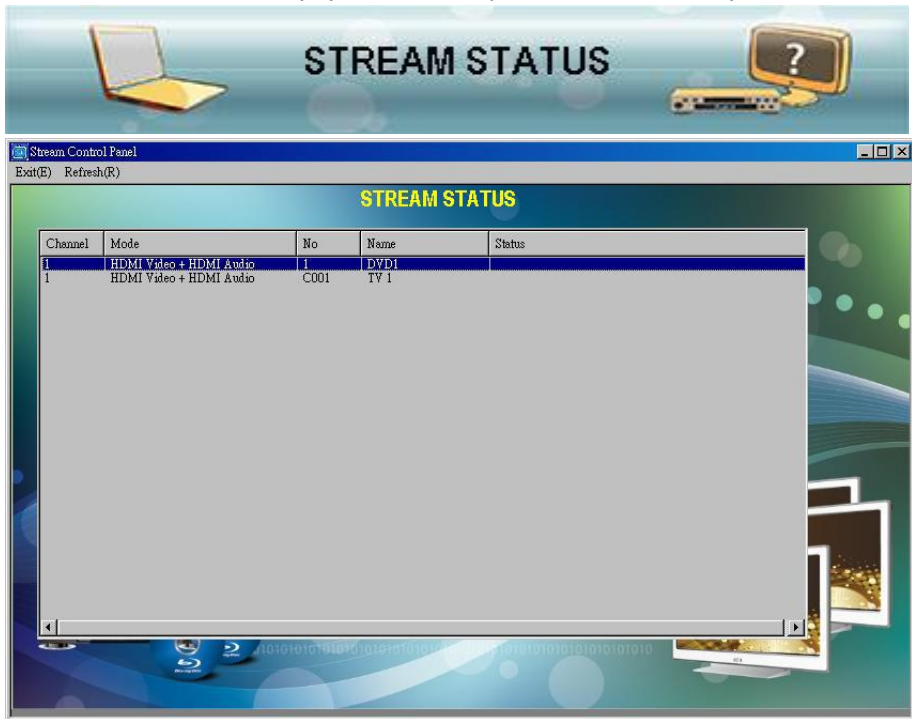 STREAM STATUS
?
Stream Control Panel
Exit(E) Refresh(R)
STREAM STATUS
Channel Mode No Name Status
1 HDMI Video + HDMI Audio 1 DVD1
1 HDMI Video + HDMI Audio C001 TV 1